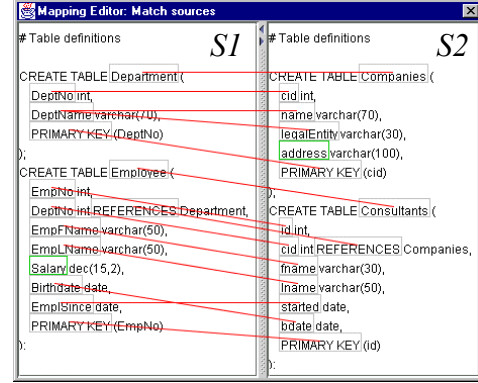 Mapping Editor: Match sources
# Table definitions
S1
CREATE TABLE Department (
DeptNo int,
DeptName varchar(70),
PRIMARY KEY (DeptNo)
);
CREATE TABLE Employee (
EmpNo int,
DeptNo int REFERENCES Department,
EmpFName varchar(50),
EmpLName varchar(50),
Salary dec(15,2),
Birthdate date,
EmplSince date,
PRIMARY KEY (EmpNo)
);
# Table definitions
S2
CREATE TABLE Companies (
cid int,
name varchar(70),
legalEntity varchar(30),
address varchar(100),
PRIMARY KEY (cid)
);
CREATE TABLE Consultants (
id int,
cid int REFERENCES Companies,
fname varchar(30),
lname varchar(50),
started date,
bdate date,
PRIMARY KEY (id)
);